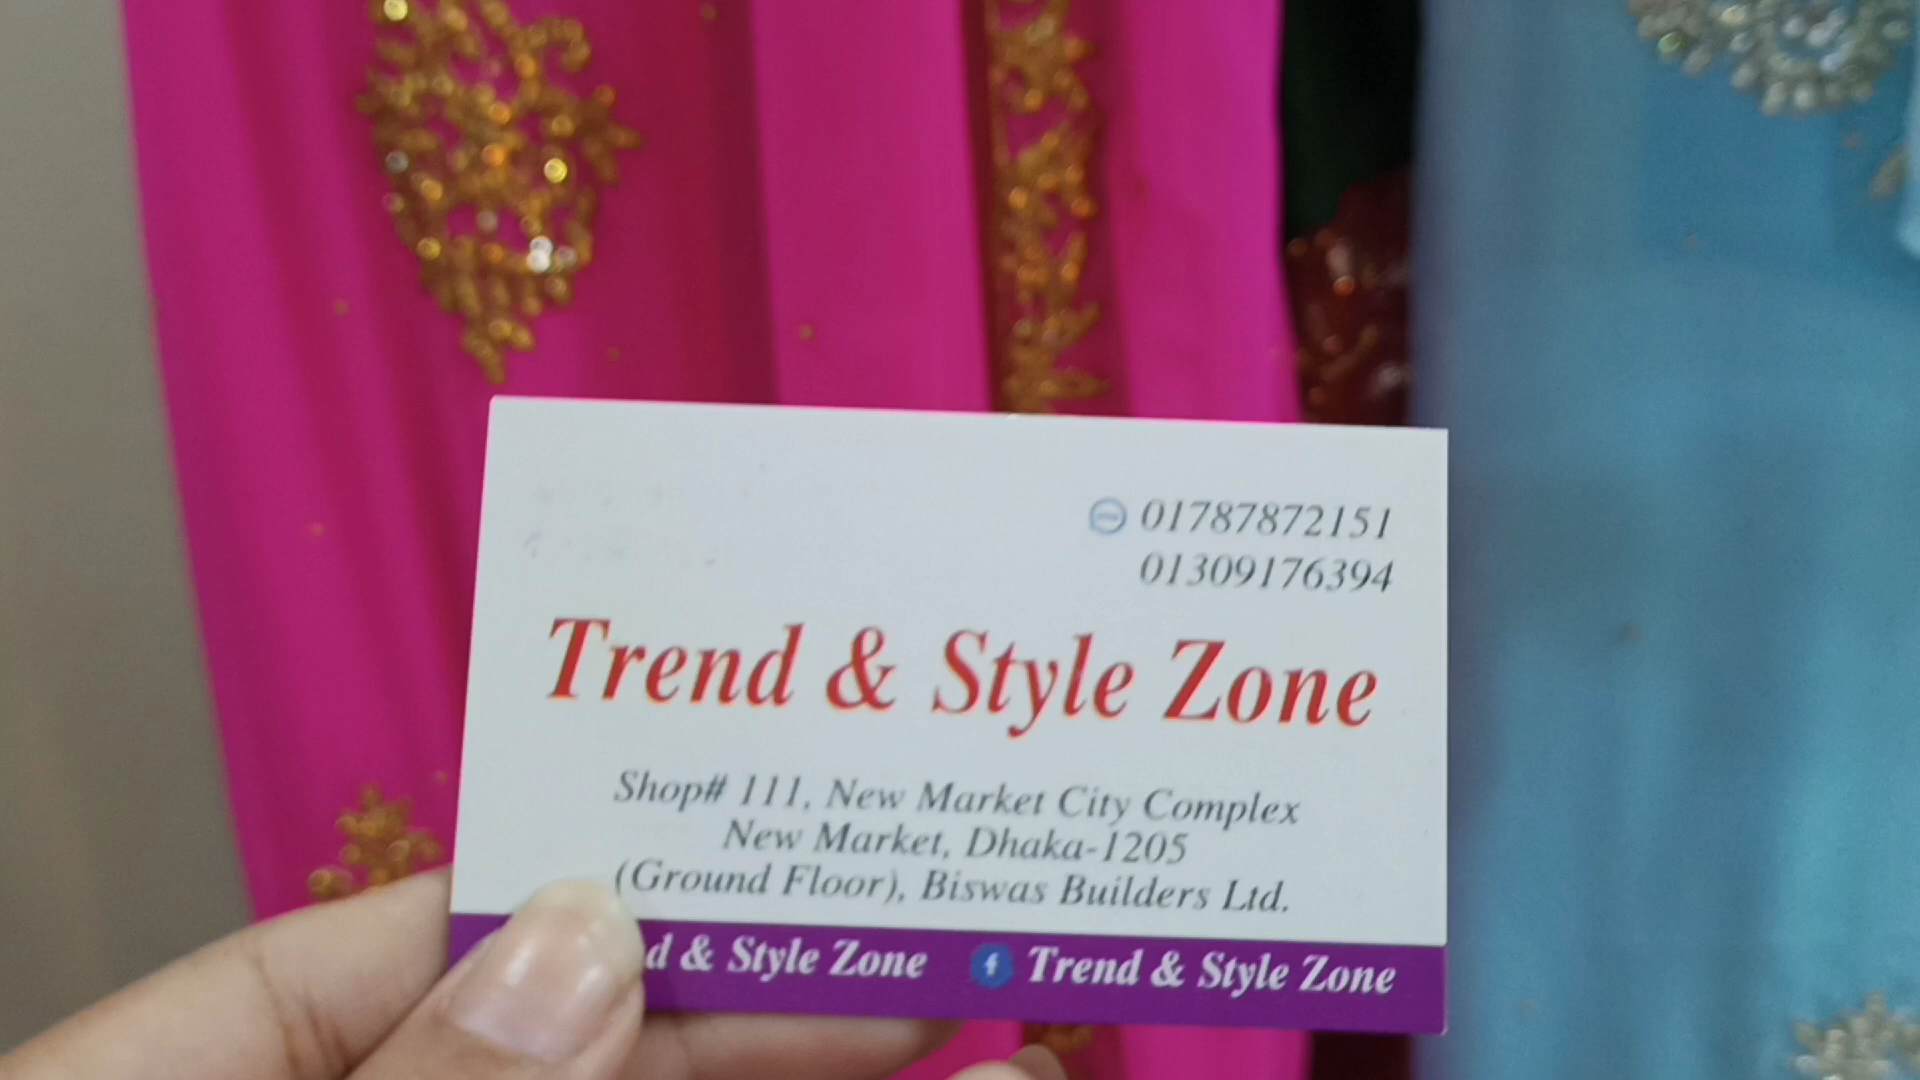 01787872151
01309176394
Trend & Style Zone
Shop# 111, New Market City Complex
New Market, Dhaka-1205
(Ground Floor), Biswas Builders Ltd.
& Style Zone f Trend & Style Zone